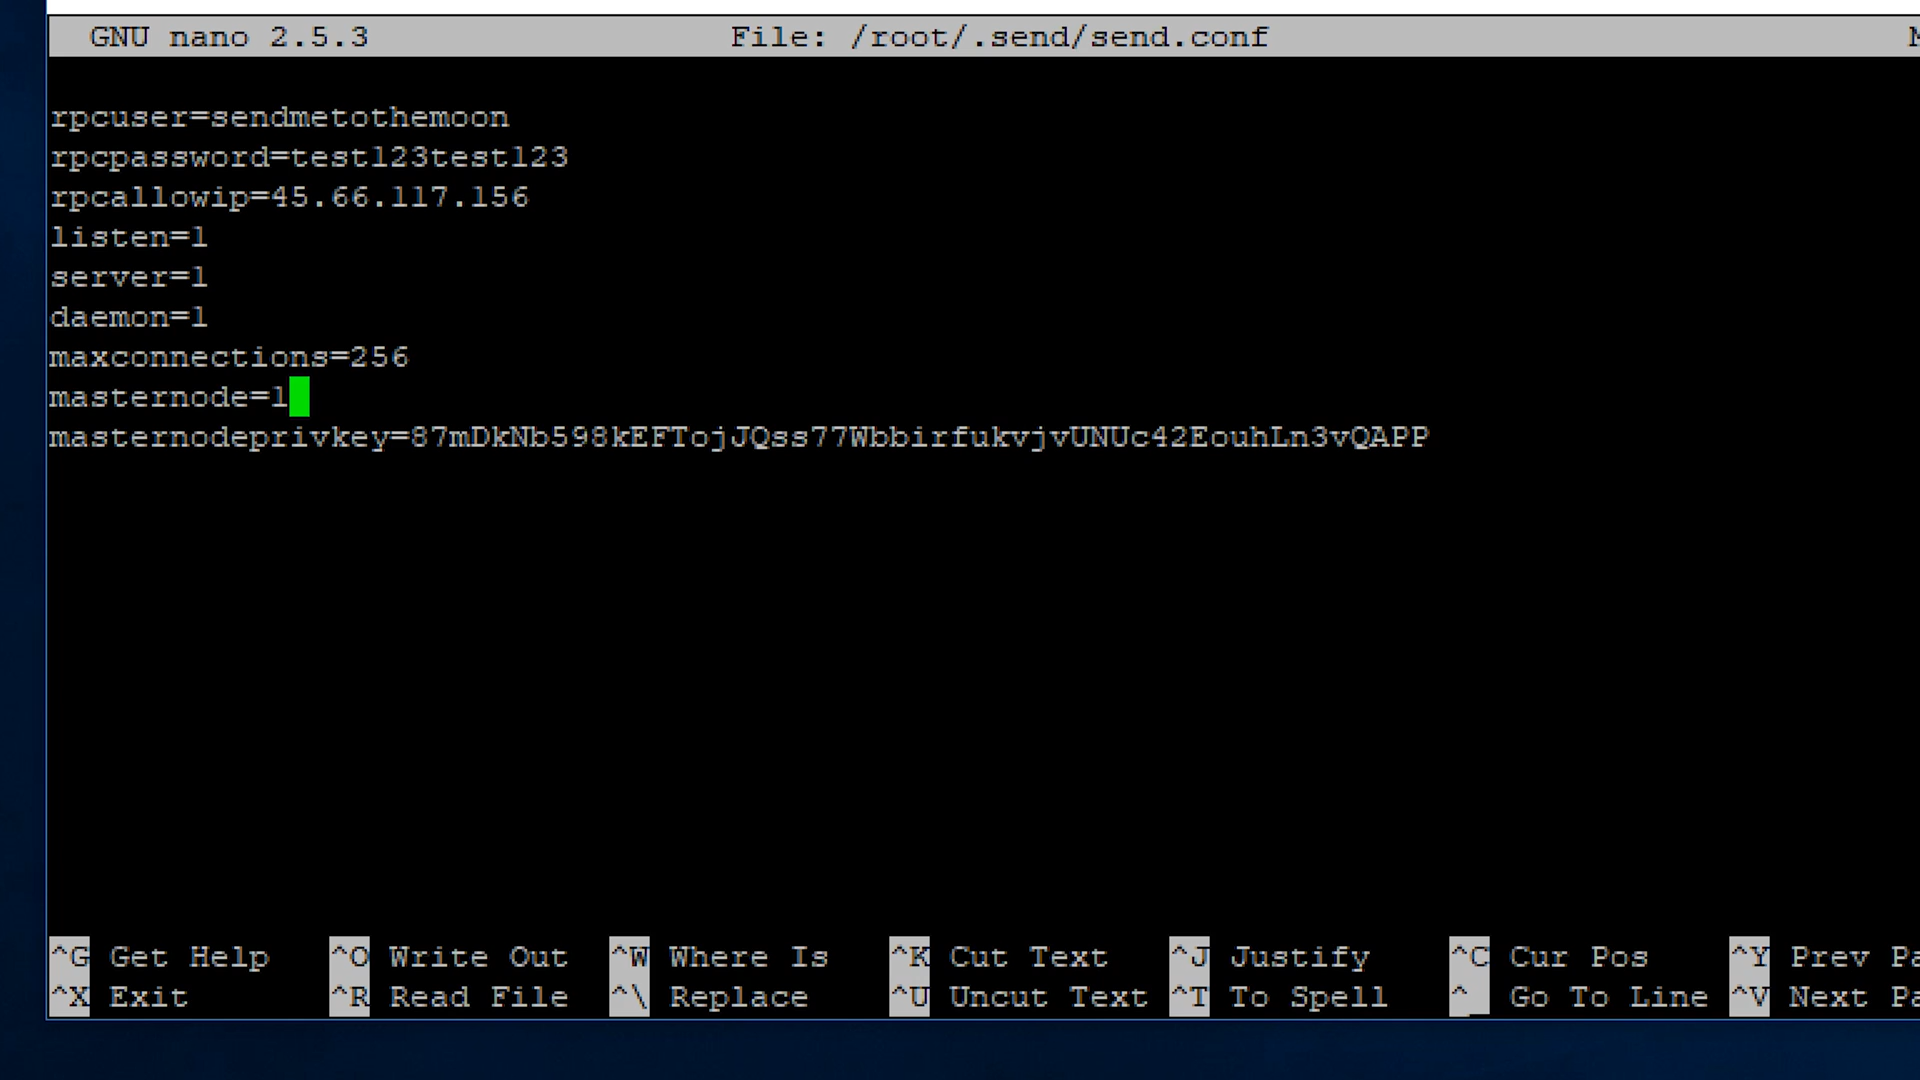 GNU nano 2.5.3 File: /root/.send/send.conf
rpcuser=sendmetothemoon
rpcpassword=test123test123
rpcallowip=45.66.117.156
listen=1
server=1
daemon=1
maxconnections=256
masternode=1
masternodeprivkey=87mDkNb598kEFTojJQss77WbbirfukvjvUNUc42EouhLn3vQAPP
^G Get Help ^O Write Out ^W Where Is ^K Cut Text ^J Justify ^C Cur Pos ^Y Prev
^X Exit ^R Read File ^\ Replace ^U Uncut Text ^T To Spell ^_ Go To Line ^V Next